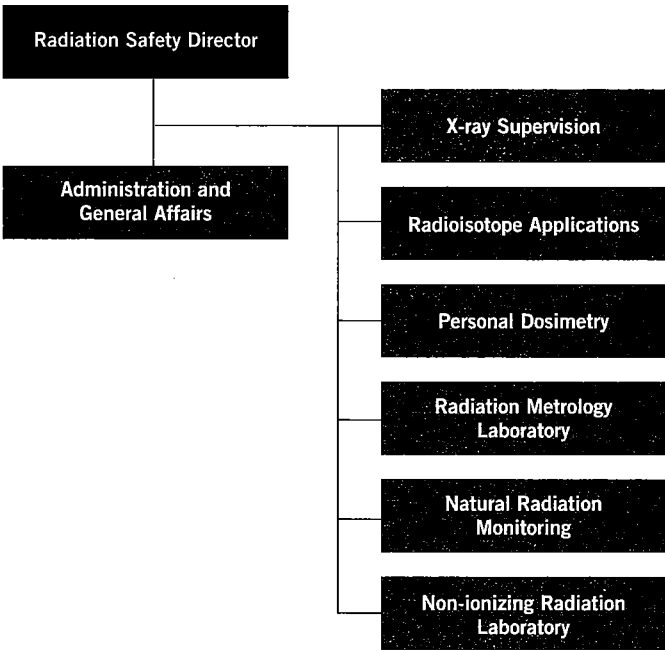 Radiation Safety Director
X-ray Supervision
Administration and
General Affairs
Radioisotope Applications
Personal Dosimetry
Radiation Metrology
Laboratory
Natural Radiation
Monitoring
Non-ionizing Radiation
Laboratory